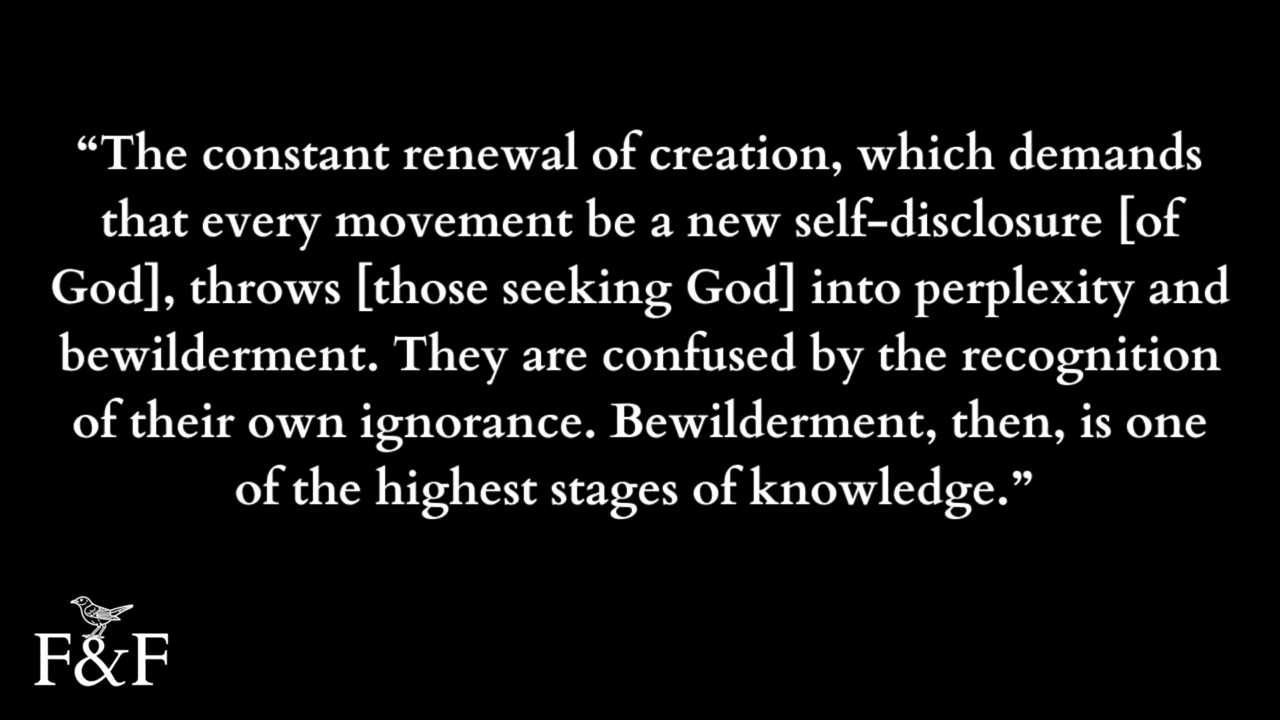 “The constant renewal of creation, which demands
that every movement be a new self-disclosure [of
God], throws [those seeking God] into perplexity and
bewilderment. They are confused by the recognition
of their own ignorance. Bewilderment, then, is one
of the highest stages of knowledge.”
F&F